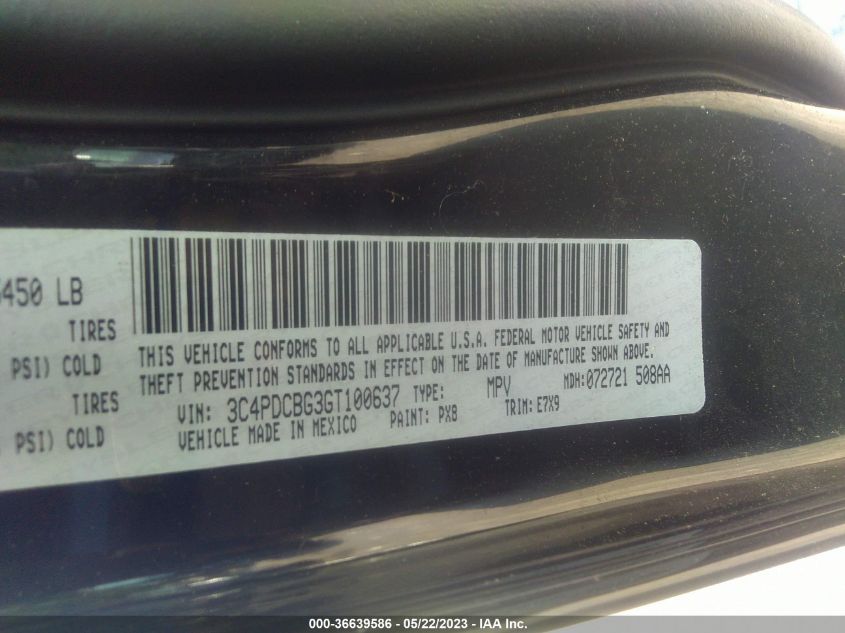 5450 LB
TIRES
PSI) COLD
TIRES
PSI) COLD
THIS VEHICLE CONFORMS TO ALL APPLICABLE U.S.A. FEDERAL MOTOR VEHICLE SAFETY AND
THEFT PREVENTION STANDARDS IN EFFECT ON THE DATE OF MANUFACTURE SHOWN ABOVE.
VIN: 3C4PDCBG3GT100637 TYPE: MPV MDH: 072721 508AA
VEHICLE MADE IN MEXICO PAINT: PX8 TRIM: E7X9
000-36639586 - 05/22/2023 - IAA Inc.